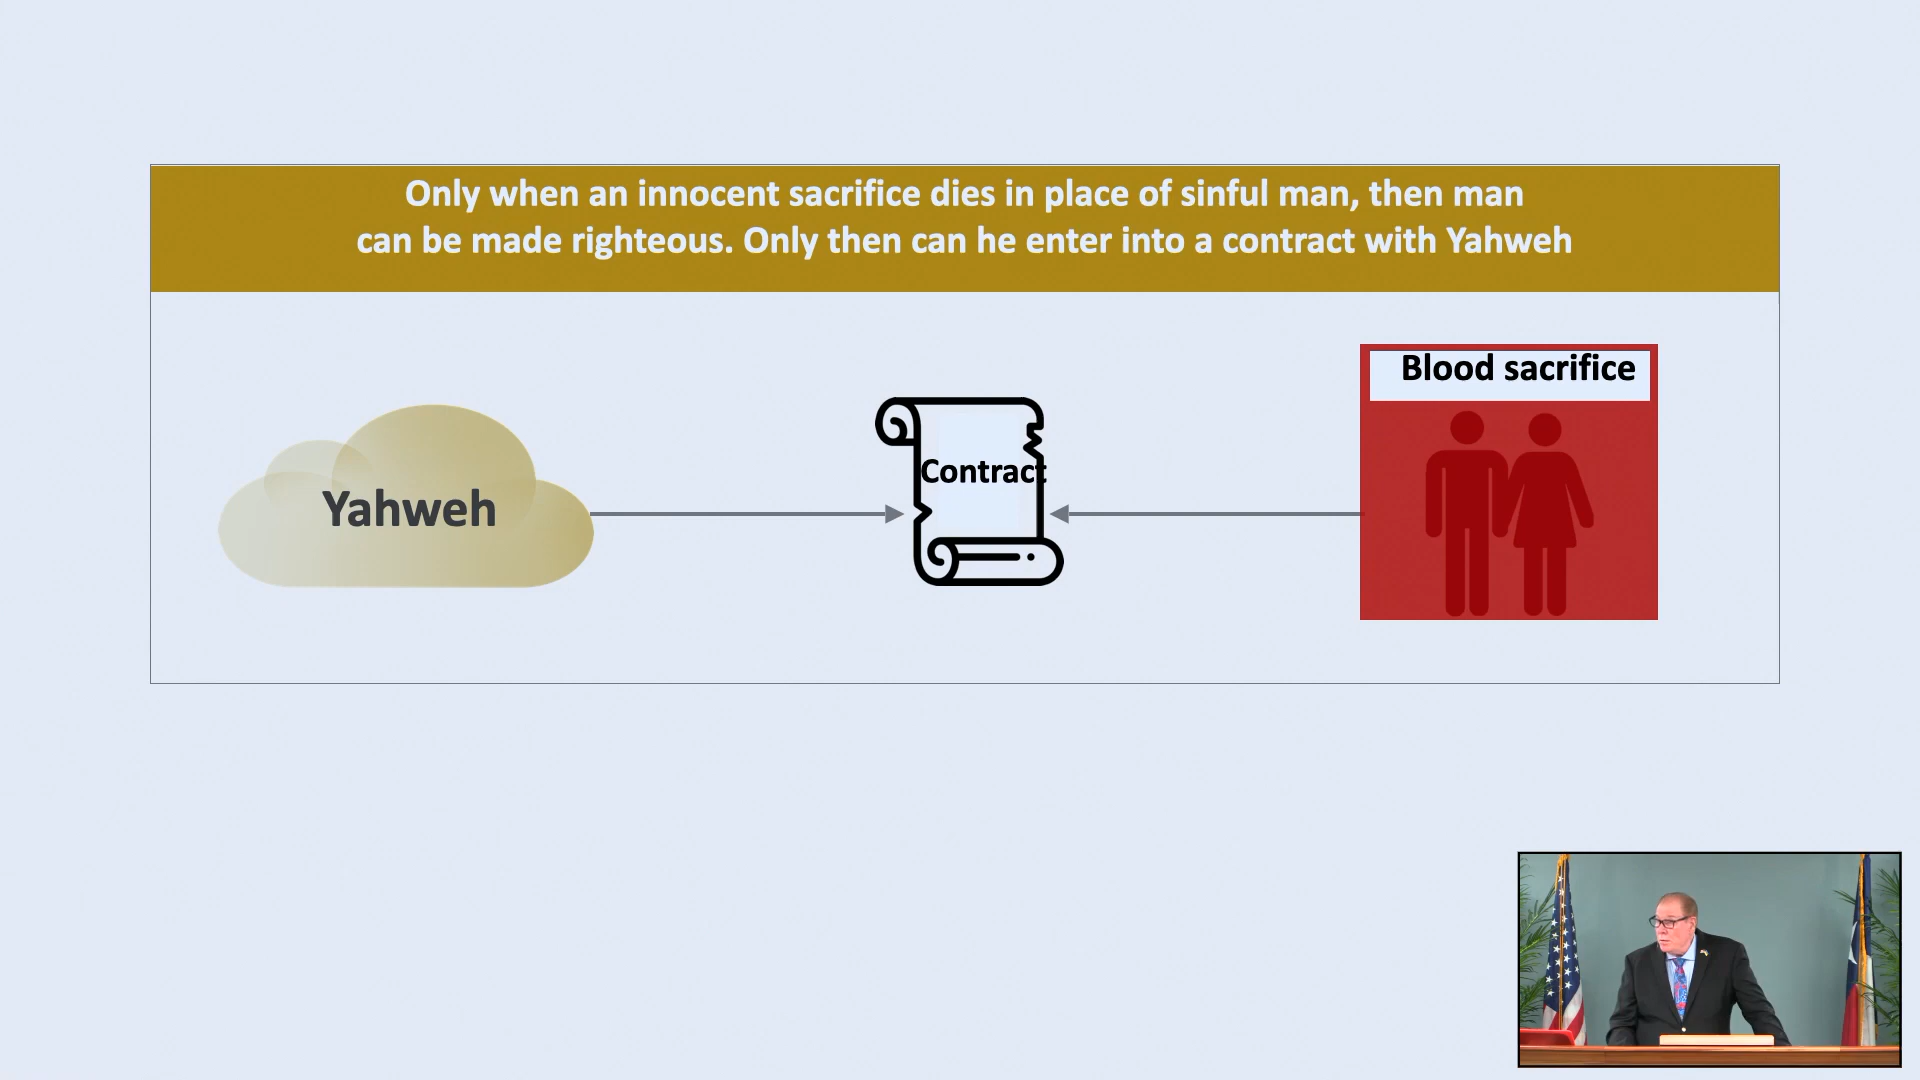 Only when an innocent sacrifice dies in place of sinful man, then man
can be made righteous. Only then can he enter into a contract with Yahweh
Yahweh
Contract
Blood sacrifice